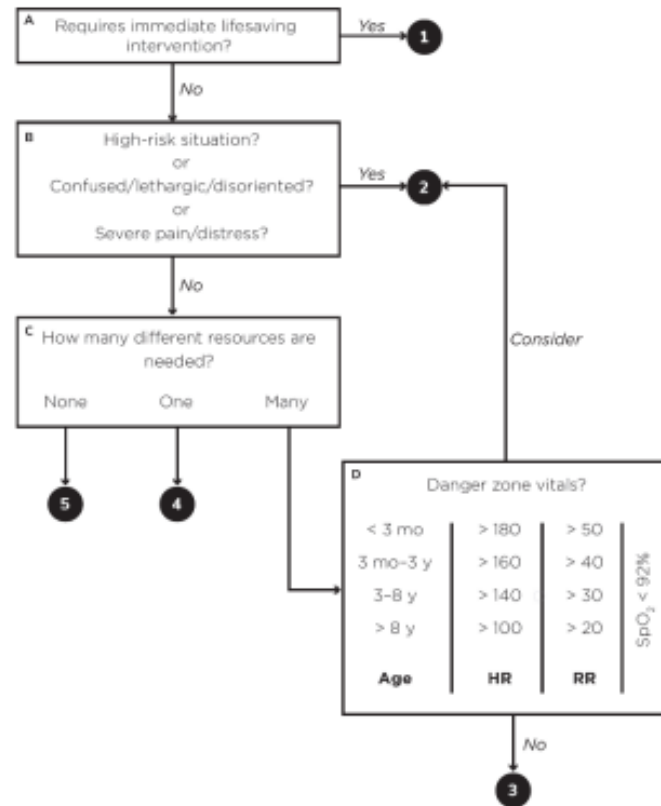 A
Requires immediate lifesaving
intervention?
Yes
1
No
B
High-risk situation?
or
Confused/lethargic/disoriented?
or
Severe pain/distress?
Yes
2
No
C
How many different resources are
needed?
None One Many
Consider
5
4
D
Danger zone vitals?
< 3 mo > 180 > 50
3 mo–3 y > 160 > 40
3–8 y > 140 > 30
> 8 y > 100 > 20
Age HR RR
SpO₂ < 92%
No
3